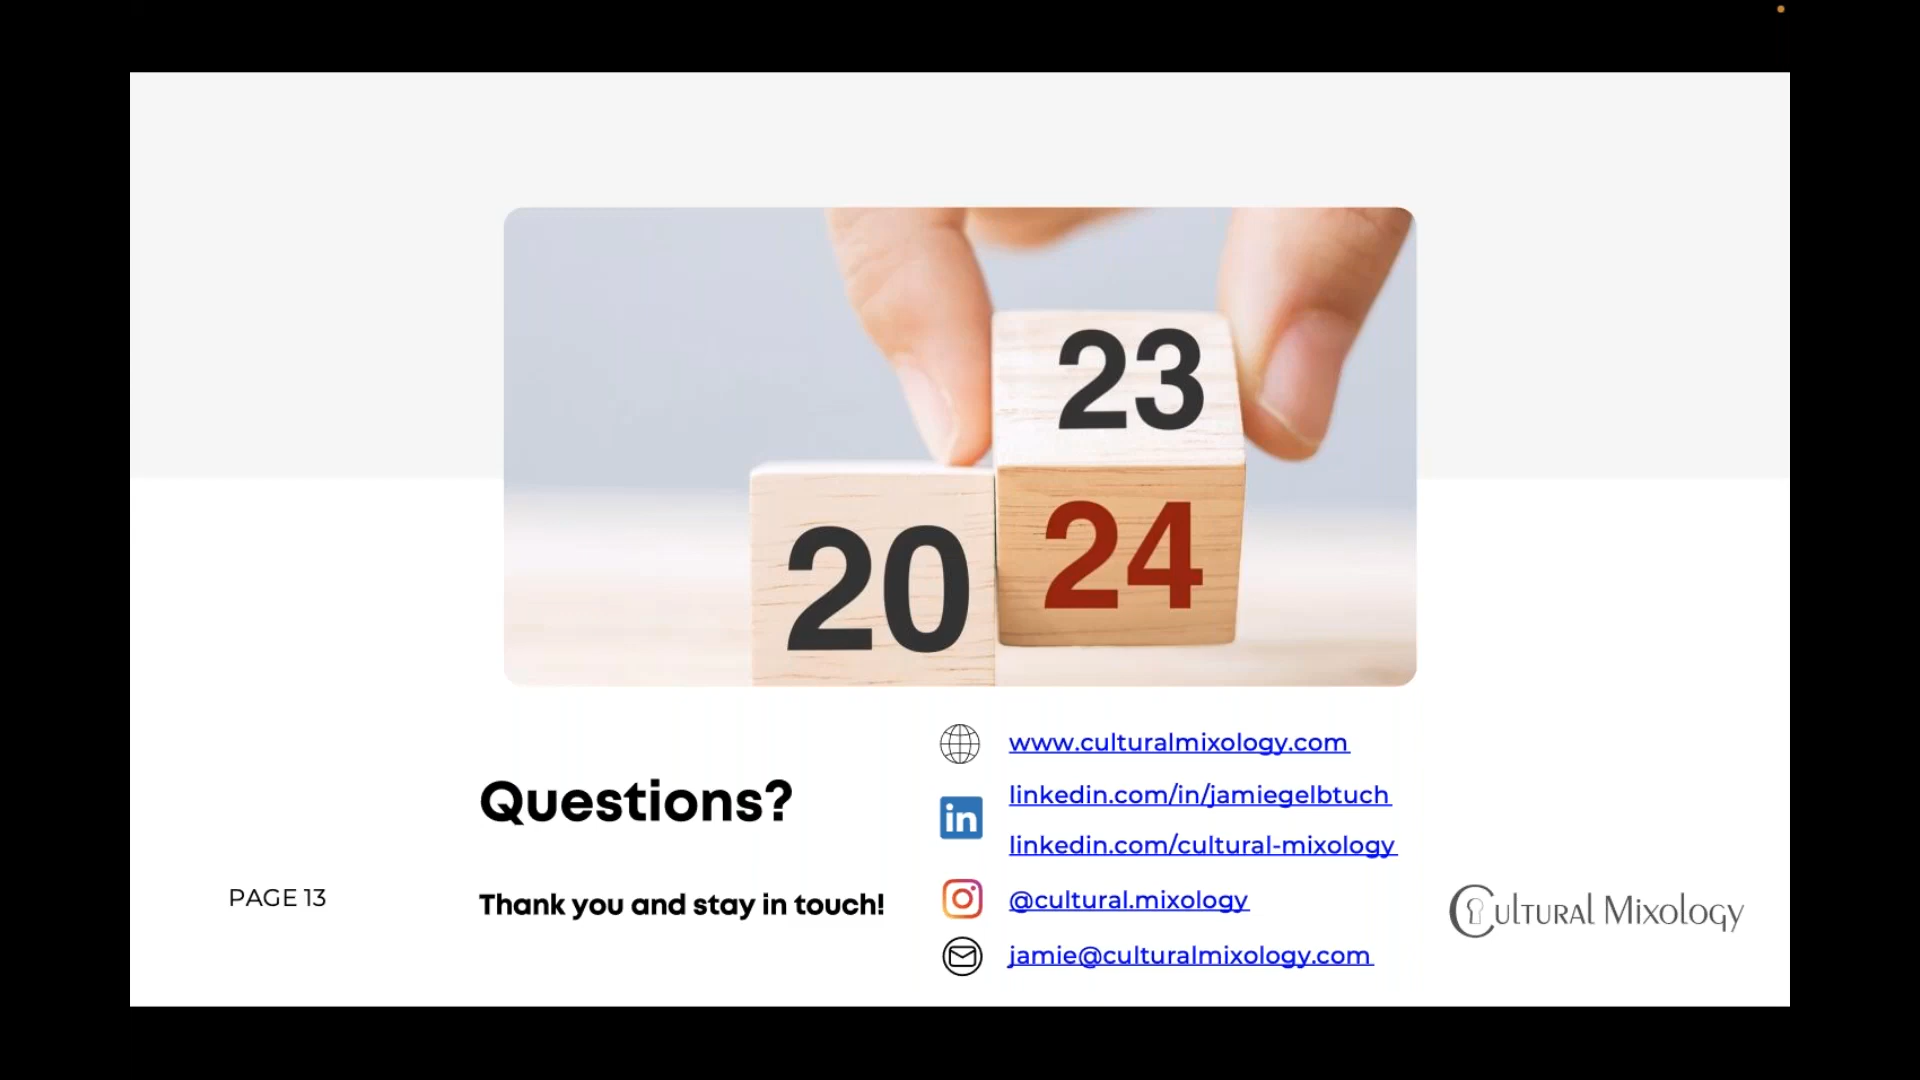 23
20
24
www.culturalmixology.com
linkedin.com/in/jamiegelbtuch
Questions?
linkedin.com/cultural-mixology
PAGE 13
Thank you and stay in touch!
@cultural.mixology
Cultural Mixology
jamie@culturalmixology.com